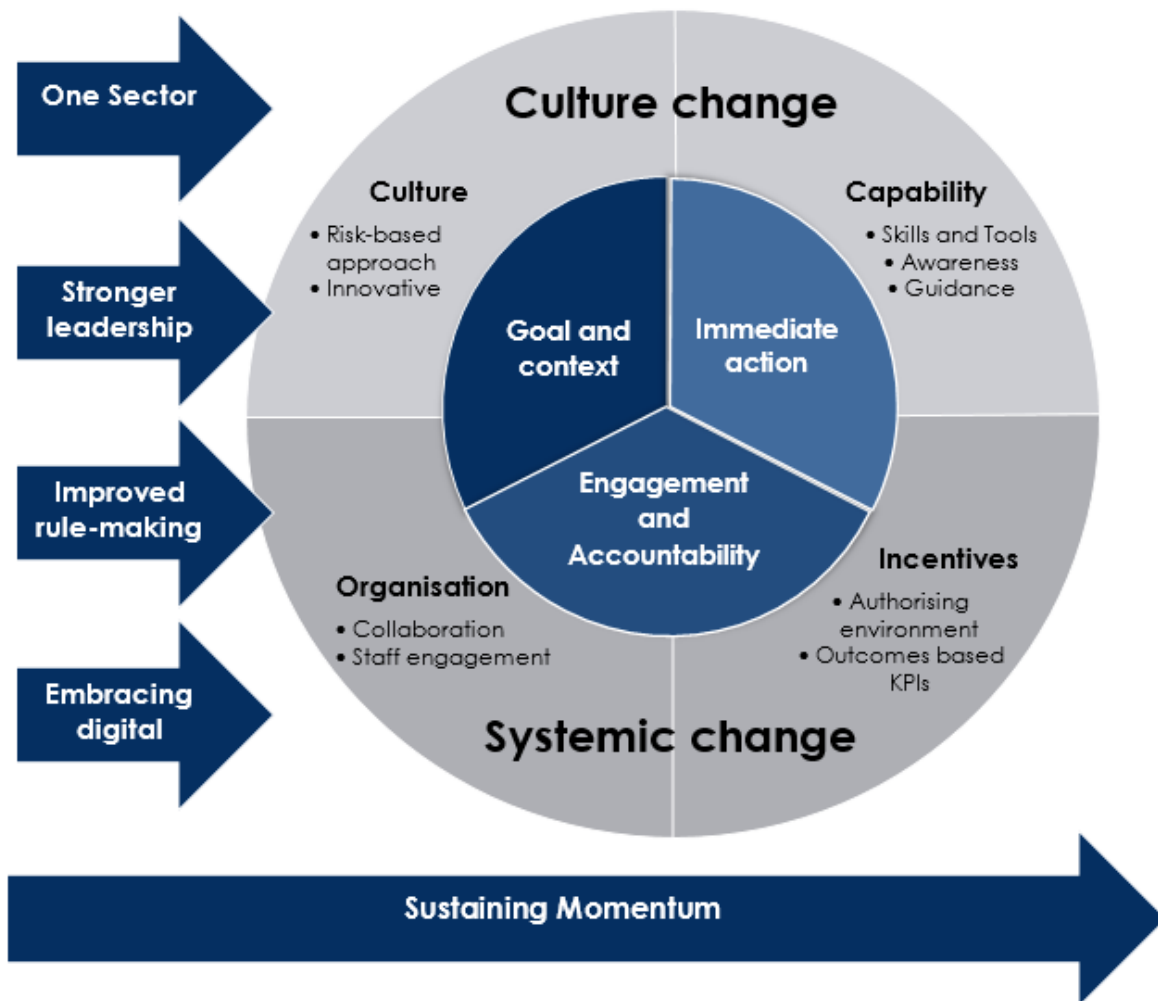 One Sector
Stronger
leadership
Improved
rule-making
Embracing
digital
Culture change
Culture
• Risk-based
approach
• Innovative
Capability
• Skills and Tools
• Awareness
• Guidance
Goal and
context
Immediate
action
Engagement
and
Accountability
Organisation
• Collaboration
• Staff engagement
Incentives
• Authorising
environment
• Outcomes based
KPIs
Systemic change
Sustaining Momentum